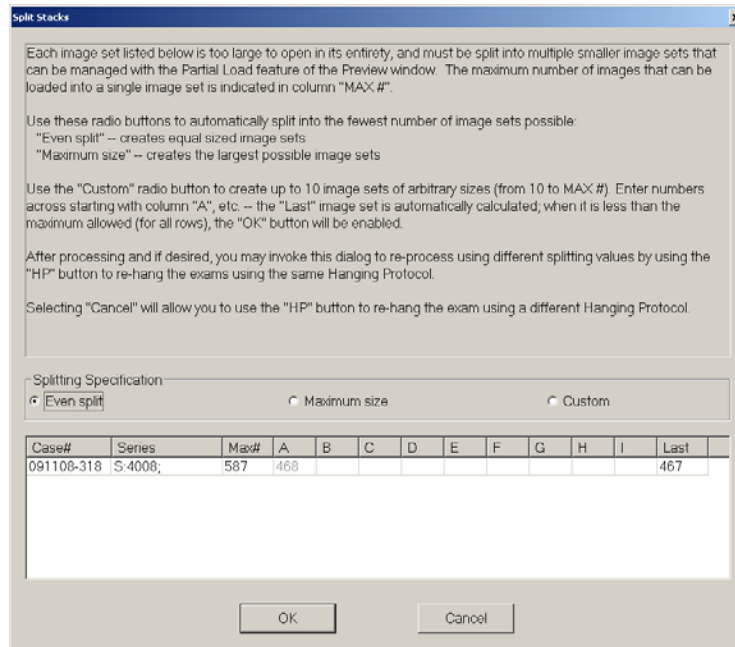 Split Stacks
Each image set listed below is too large to open in its entirety, and must be split into multiple smaller image sets that
can be managed with the Partial Load feature of the Preview window. The maximum number of images that can be
loaded into a single image set is indicated in column "MAX #".
Use these radio buttons to automatically split into the fewest number of image sets possible:
"Even split" -- creates equal sized image sets
"Maximum size" -- creates the largest possible image sets
Use the "Custom" radio button to create up to 10 image sets of arbitrary sizes (from 10 to MAX #). Enter numbers
across starting with column "A", etc. -- the "Last" image set is automatically calculated; when it is less than the
maximum allowed (for all rows), the "OK" button will be enabled.
After processing and if desired, you may invoke this dialog to re-process using different splitting values by using the
"HP" button to re-hang the exams using the same Hanging Protocol.
Selecting "Cancel" will allow you to use the "HP" button to re-hang the exam using a different Hanging Protocol.
Splitting Specification
Even split Maximum size Custom
Case# Series Max# A B C D E F G H I Last
091108-318 S:4008; 587 468 467
OK Cancel